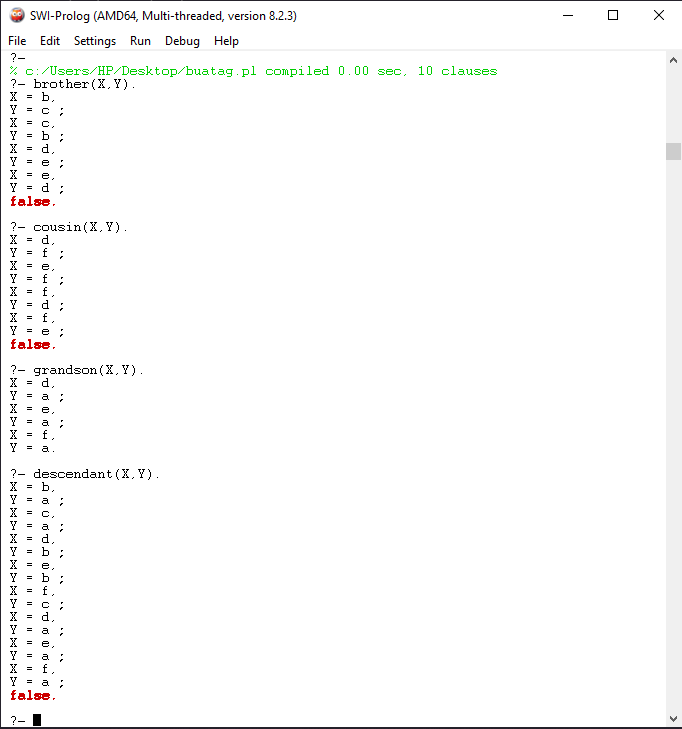 SWI-Prolog (AMD64, Multi-threaded, version 8.2.3)
File Edit Settings Run Debug Help
?-
% c:/Users/HP/Desktop/buatag.pl compiled 0.00 sec, 10 clauses
?- brother(X,Y).
X = b,
Y = c ;
X = c,
Y = b ;
X = d,
Y = e ;
X = e,
Y = d ;
false.
?- cousin(X,Y).
X = d,
Y = f ;
X = e,
Y = f ;
X = f,
Y = d ;
X = f,
Y = e ;
false.
?- grandson(X,Y).
X = d,
Y = a ;
X = e,
Y = a ;
X = f,
Y = a.
?- descendant(X,Y).
X = b,
Y = a ;
X = c,
Y = a ;
X = d,
Y = b ;
X = e,
Y = b ;
X = f,
Y = c ;
X = d,
Y = a ;
X = e,
Y = a ;
X = f,
Y = a ;
false.
?-